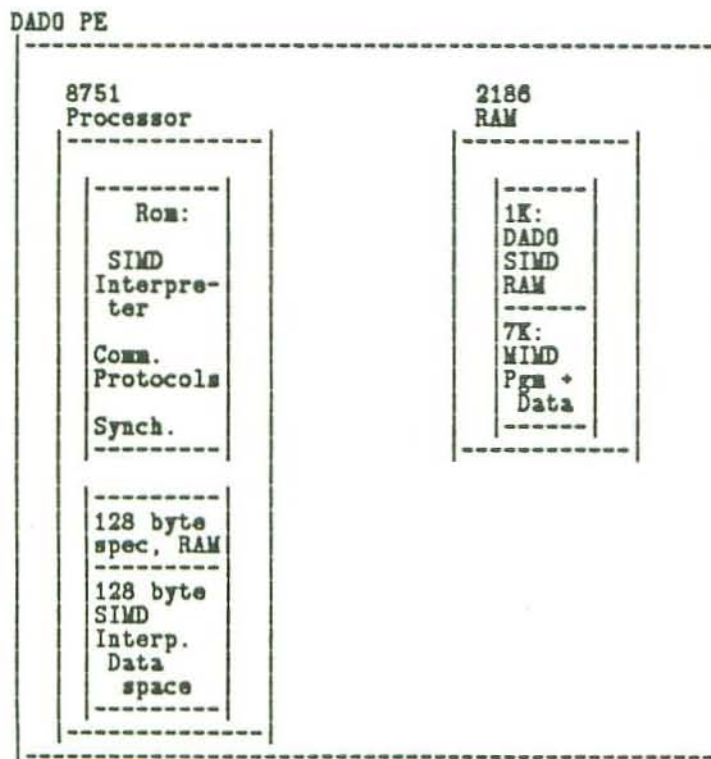 DADO PE
8751
Processor
Rom:
SIMD
Interpre-
ter
Comm.
Protocols
Synch.
128 byte
spec, RAM
128 byte
SIMD
Interp.
Data
space
2186
RAM
1K:
DADO
SIMD
RAM
7K:
MIMD
Pgm +
Data